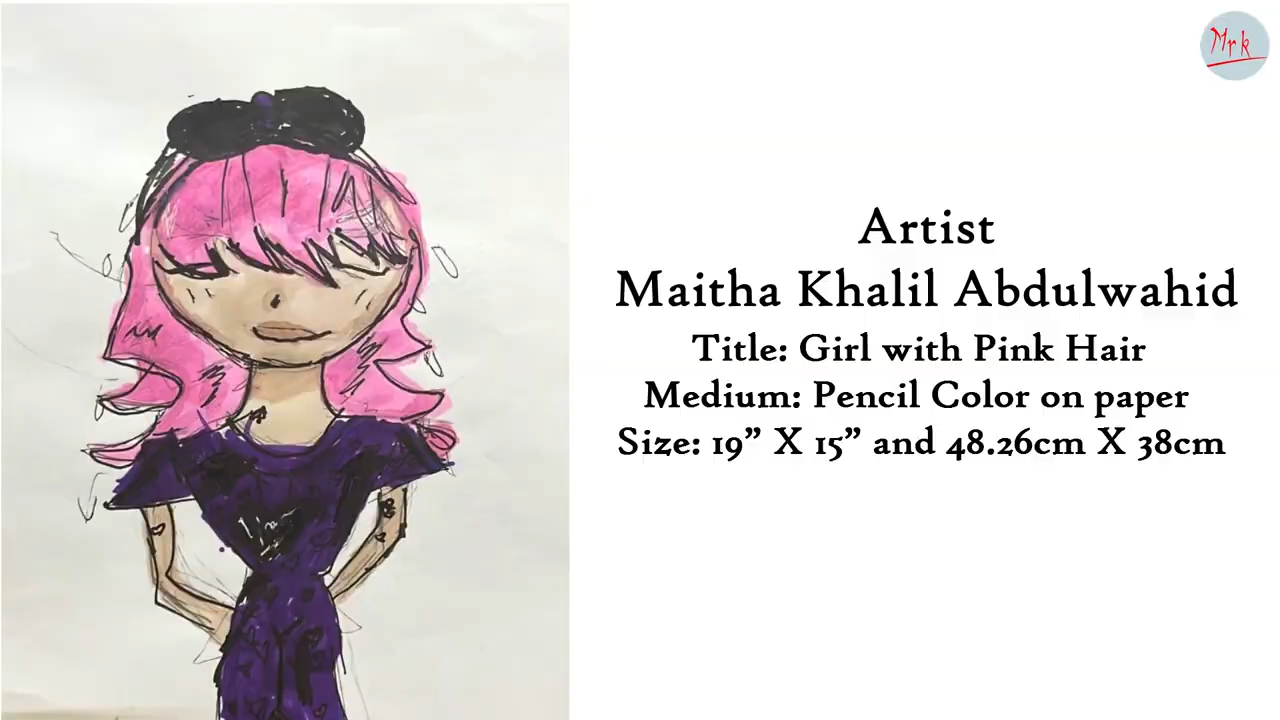 Mrk
Artist
Maitha Khalil Abdulwahid
Title: Girl with Pink Hair
Medium: Pencil Color on paper
Size: 19” X 15” and 48.26cm X 38cm